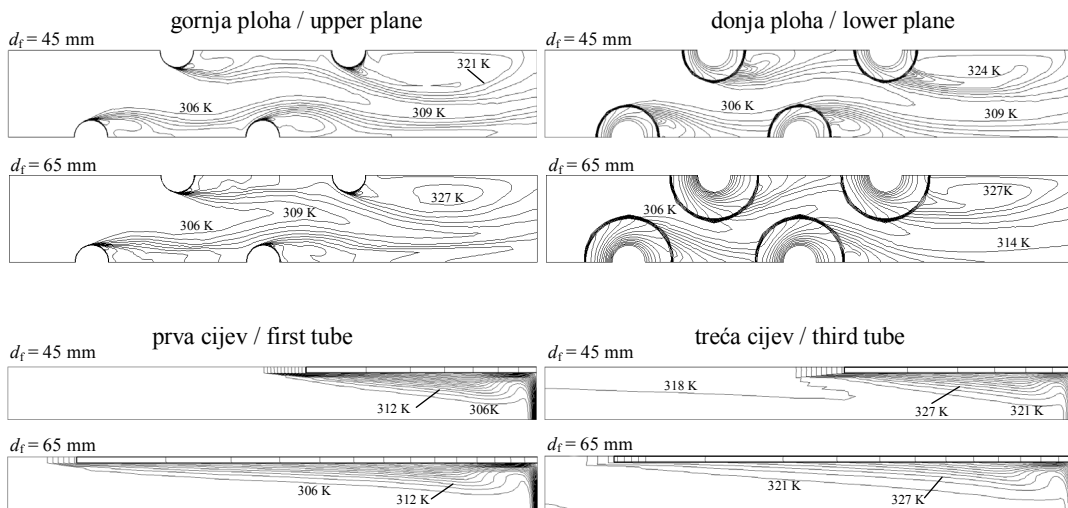 gornja ploha / upper plane
d_f = 45 mm
321 K
306 K
309 K
d_f = 65 mm
327 K
309 K
306 K
donja ploha / lower plane
d_f = 45 mm
324 K
306 K
309 K
d_f = 65 mm
327K
306 K
314 K
prva cijev / first tube
d_f = 45 mm
312 K
306K
d_f = 65 mm
306 K
312 K
treća cijev / third tube
d_f = 45 mm
318 K
327 K
321 K
d_f = 65 mm
321 K
327 K